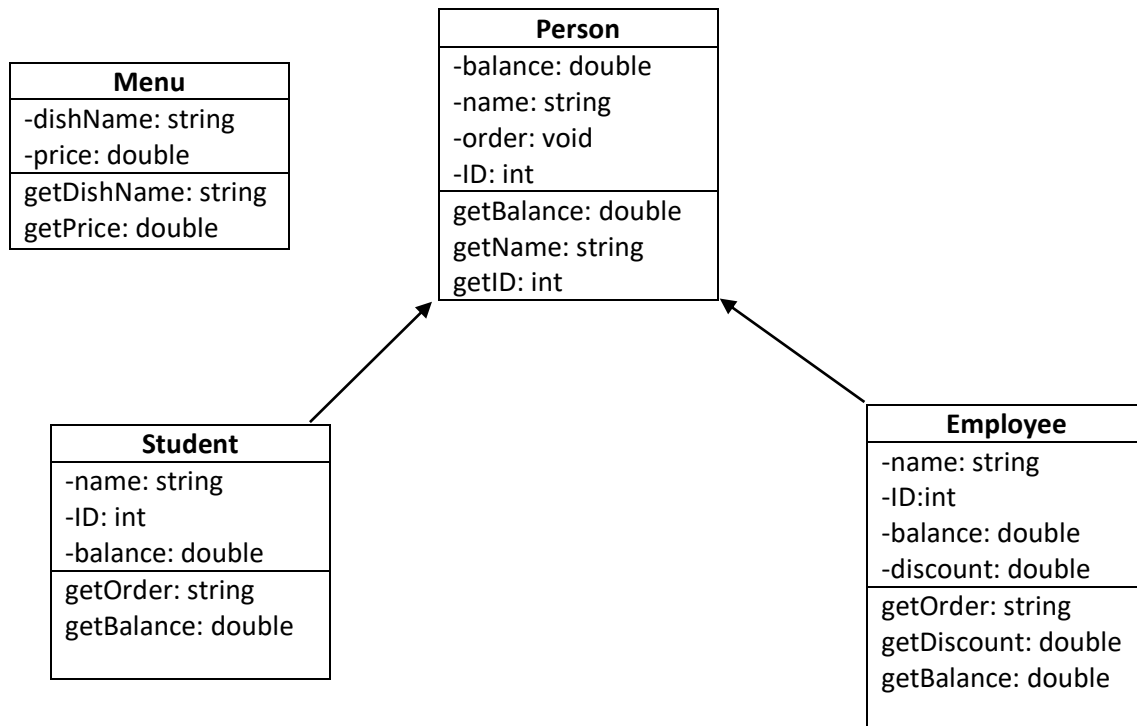 Person
-balance: double
-name: string
-order: void
-ID: int
getBalance: double
getName: string
getID: int
Menu
-dishName: string
-price: double
getDishName: string
getPrice: double
Student
-name: string
-ID: int
-balance: double
getOrder: string
getBalance: double
Employee
-name: string
-ID:int
-balance: double
-discount: double
getOrder: string
getDiscount: double
getBalance: double